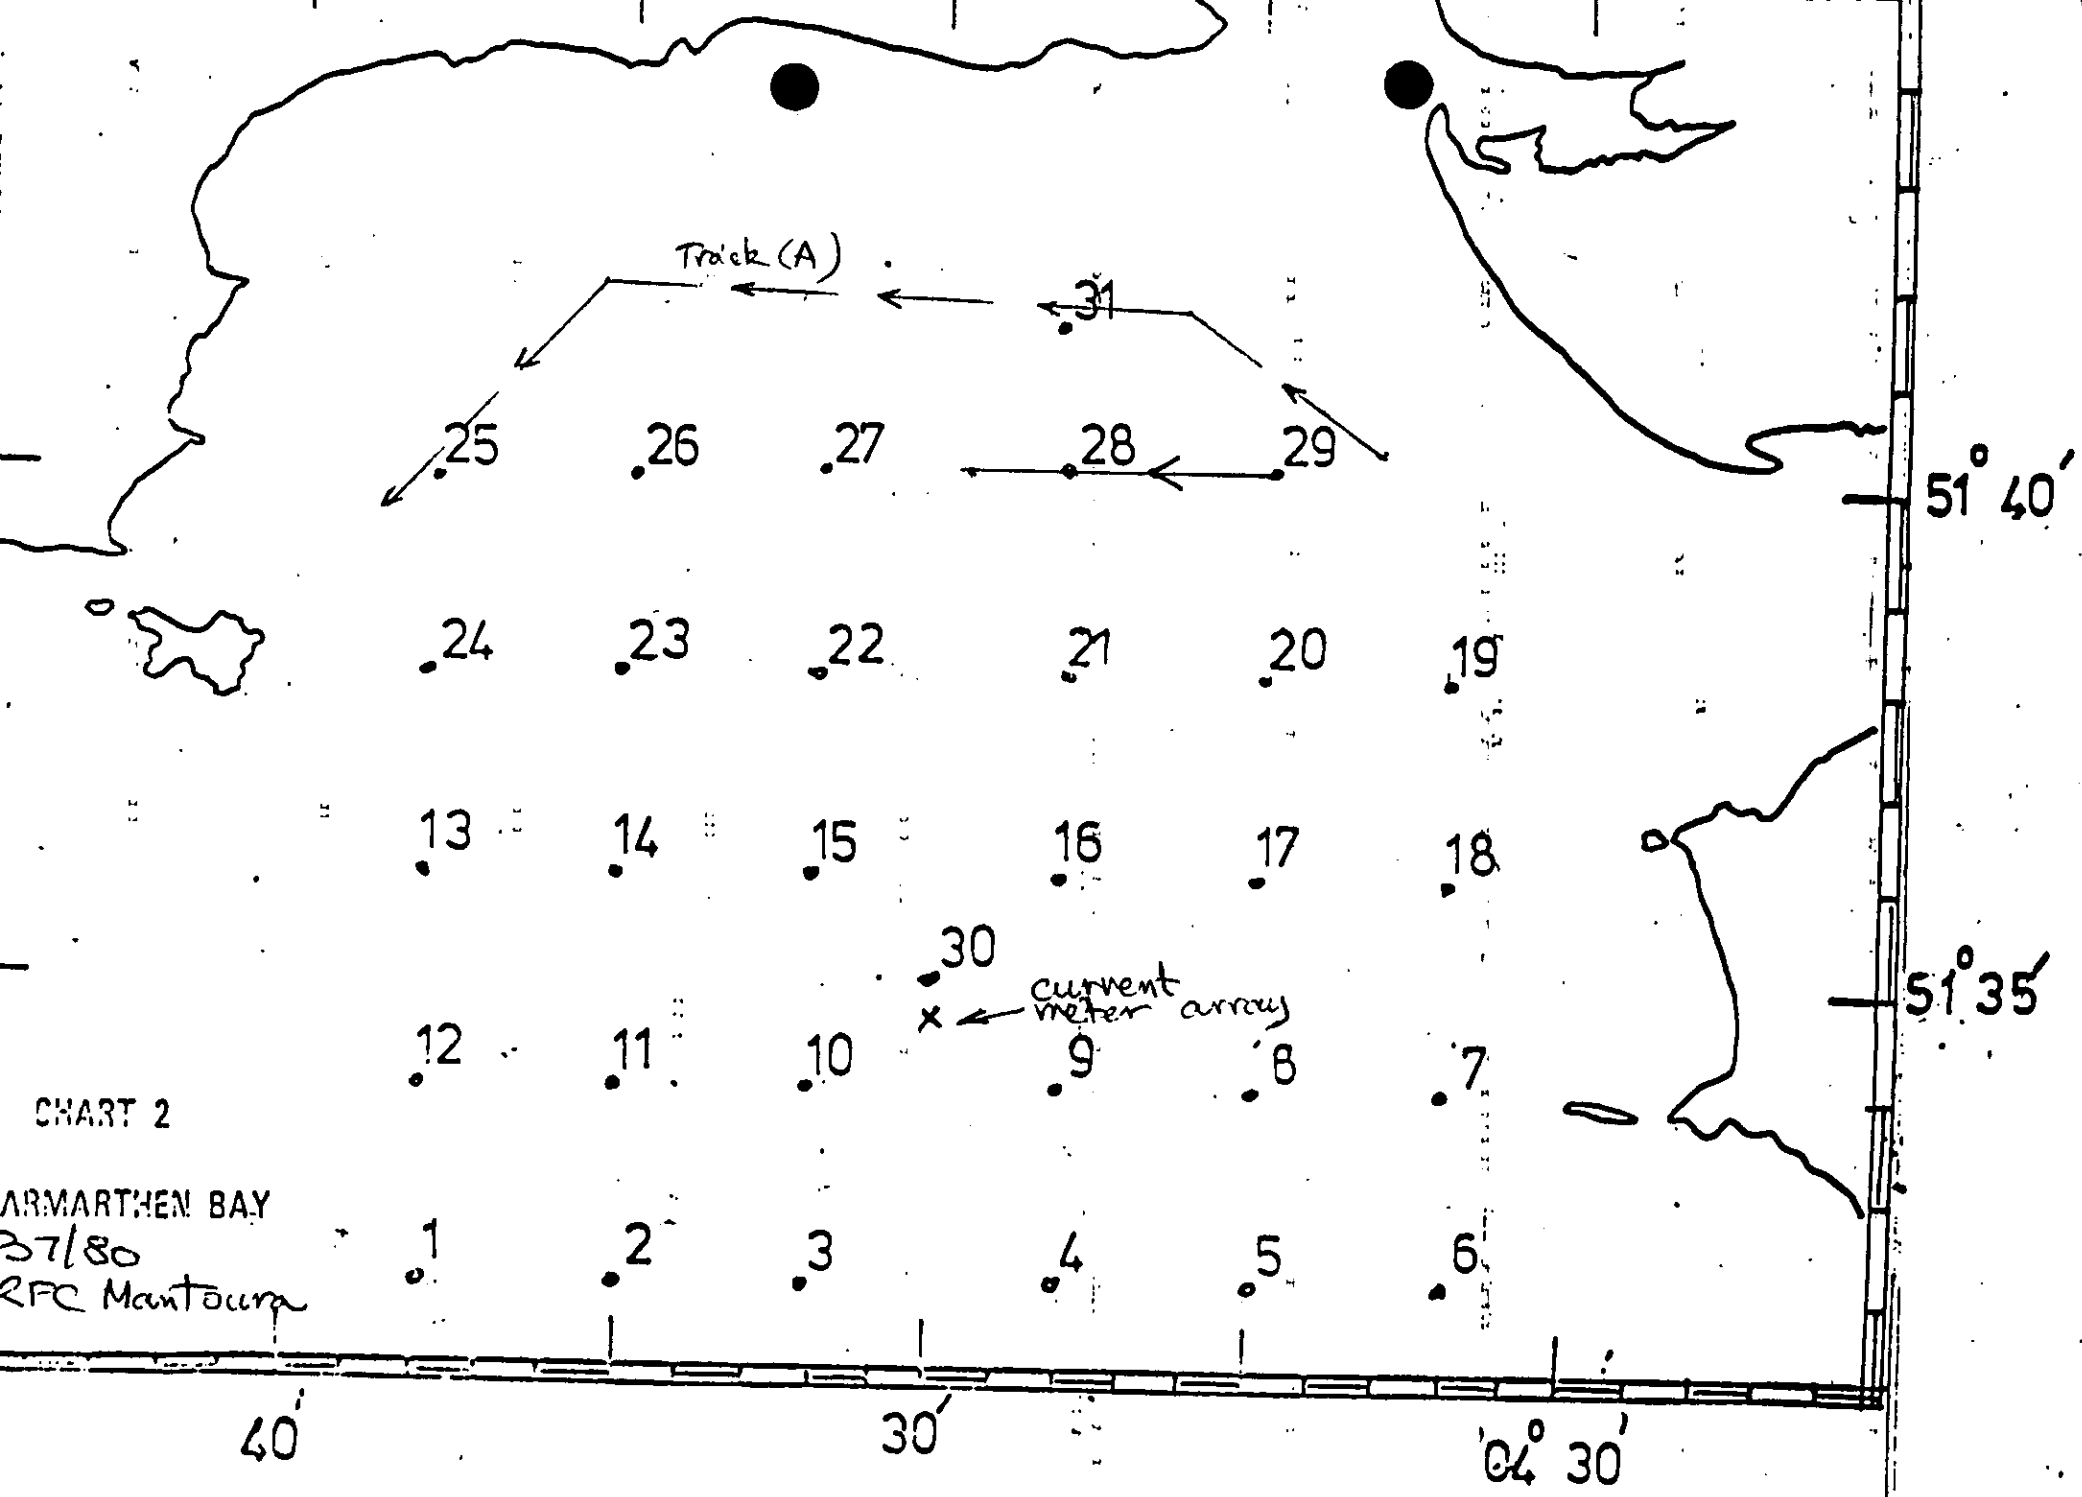 Track (A)
31
25 26 27 28 29
51° 40′
24 23 22 21 20 19
13 14 15 16 17 18
30
current
meter array
51° 35′
12 11 10 9 8 7
CHART 2
ARMARTHEN BAY
37/80
RFC Mantoura
1 2 3 4 5 6
40′ 30′ 04° 30′